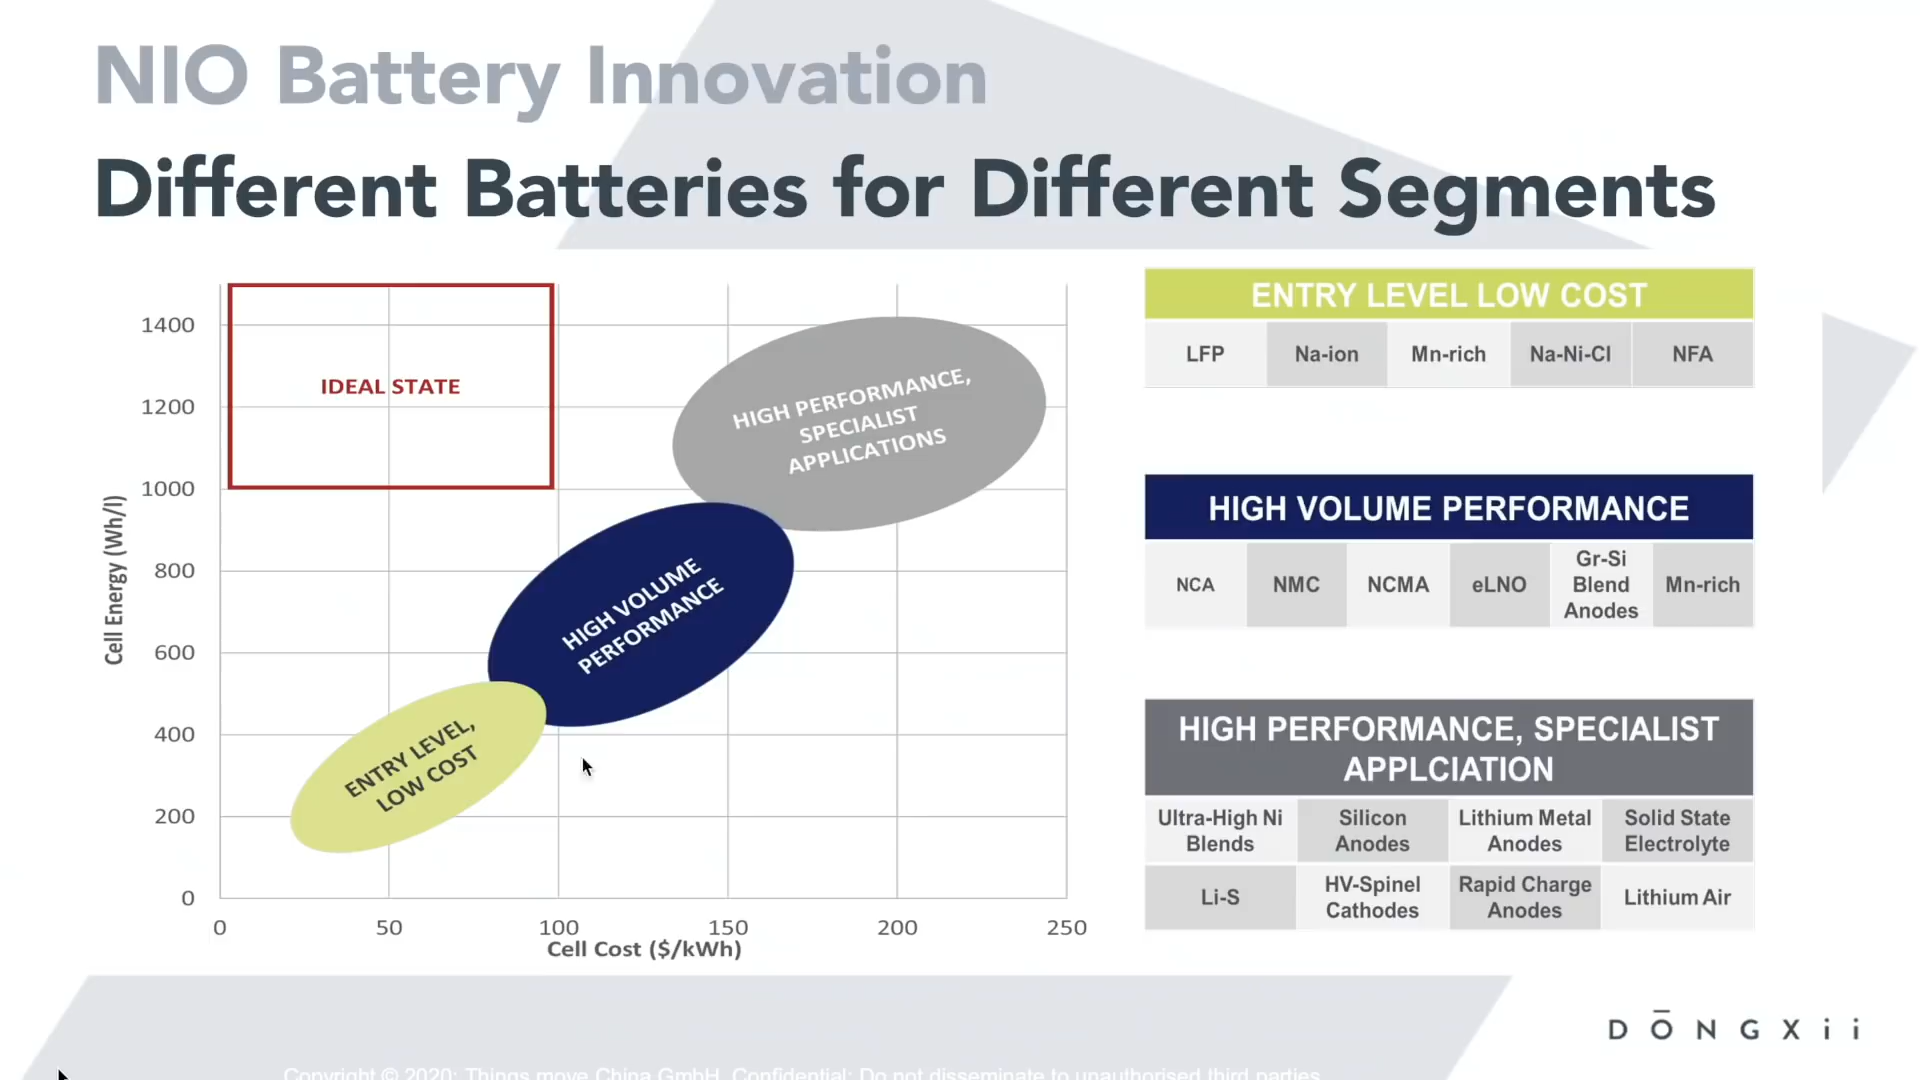 NIO Battery Innovation
Different Batteries for Different Segments
1400
1200
1000
800
600
400
200
0
Cell Energy (Wh/l)
0 50 100 150 200 250
Cell Cost ($/kWh)
IDEAL STATE
HIGH PERFORMANCE,
SPECIALIST
APPLICATIONS
HIGH VOLUME
PERFORMANCE
ENTRY LEVEL,
LOW COST
ENTRY LEVEL LOW COST
LFP Na-ion Mn-rich Na-Ni-Cl NFA
HIGH VOLUME PERFORMANCE
NCA NMC NCMA eLNO Gr-Si Blend Anodes Mn-rich
HIGH PERFORMANCE, SPECIALIST
APPLCIATION
Ultra-High Ni Blends Silicon Anodes Lithium Metal Anodes Solid State Electrolyte
Li-S HV-Spinel Cathodes Rapid Charge Anodes Lithium Air
DŌNGXii
Copyright © 2020: Things move China GmbH. Confidential: Do not disseminate to unauthorised third parties